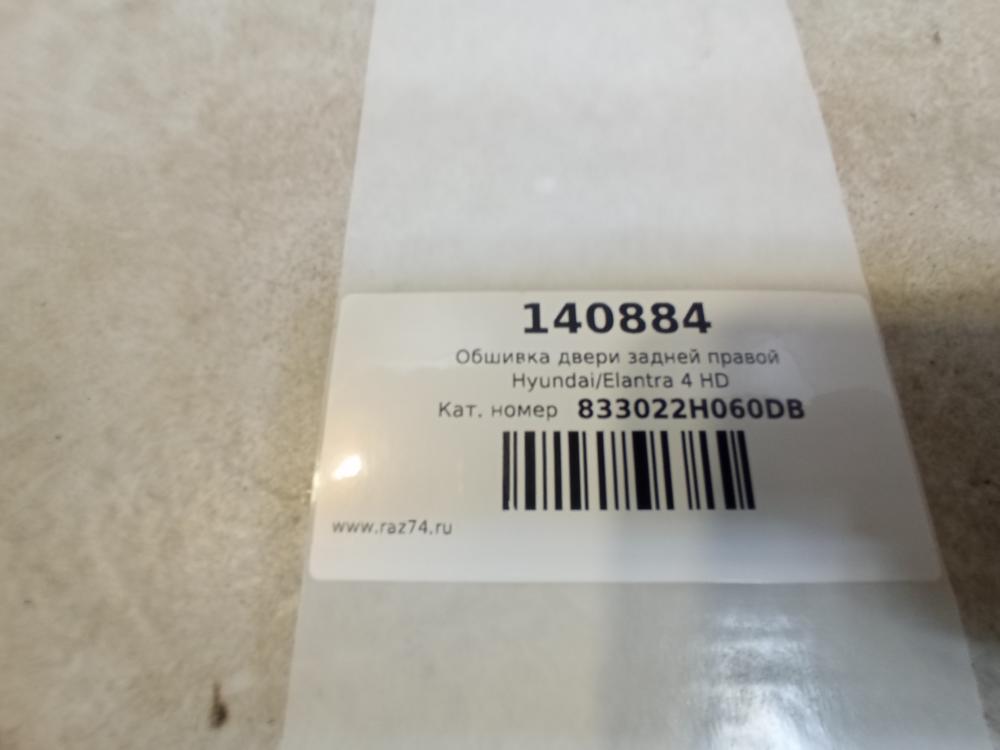 140884
Обшивка двери задней правой
Hyundai/Elantra 4 HD
Кат. номер 833022H060DB
www.raz74.ru